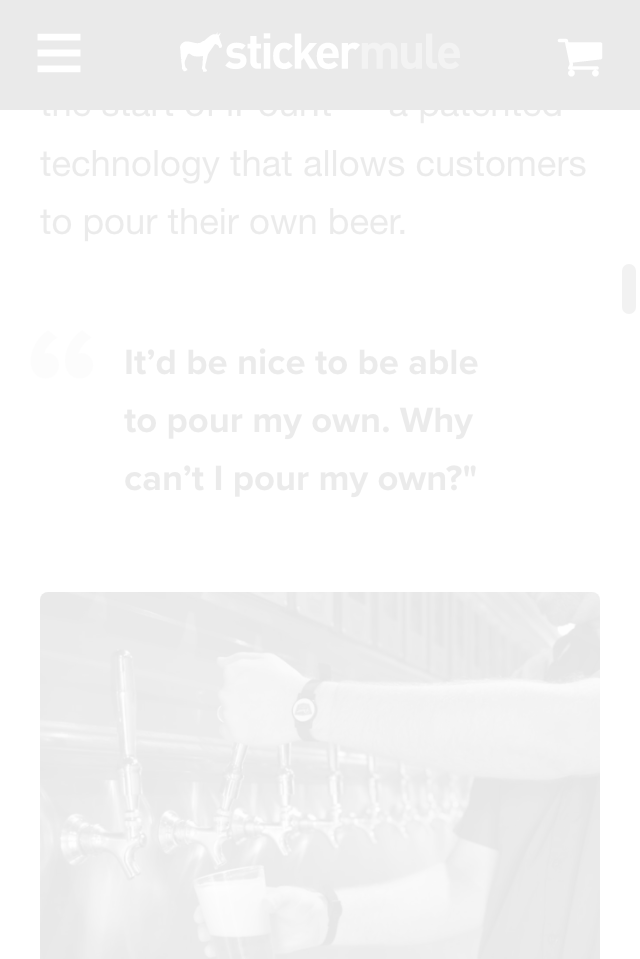 stickermule
technology that allows customers
to pour their own beer.
“ It’d be nice to be able
to pour my own. Why
can’t I pour my own?"